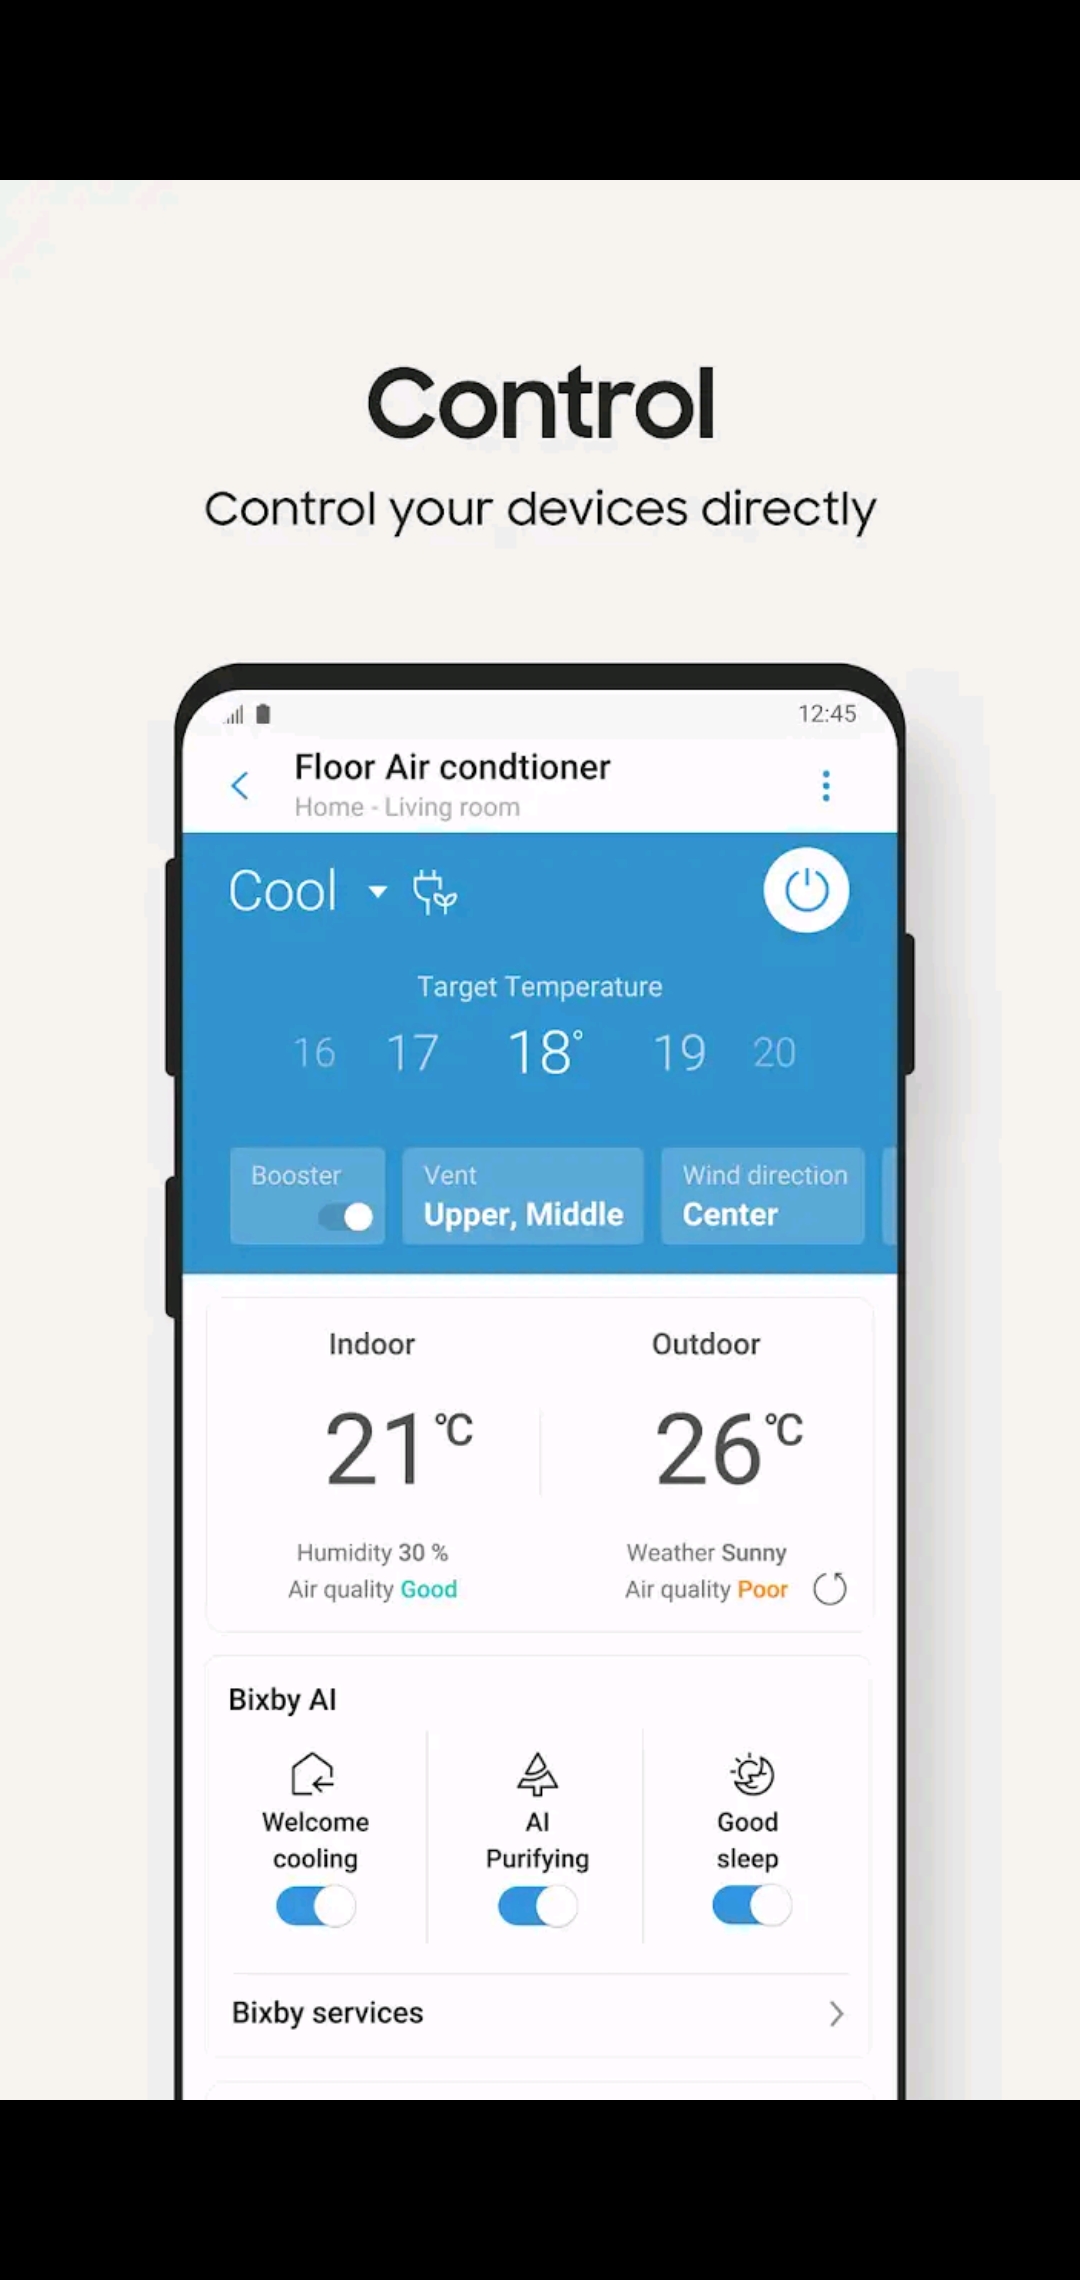 Control
Control your devices directly
12:45
Floor Air condtioner
Home - Living room
Cool
Target Temperature
16 17 18° 19 20
Booster Vent Wind direction
Upper, Middle Center
Indoor Outdoor
21℃ 26℃
Humidity 30 % Weather Sunny
Air quality Good Air quality Poor
Bixby AI
Welcome AI Good
cooling Purifying sleep
Bixby services